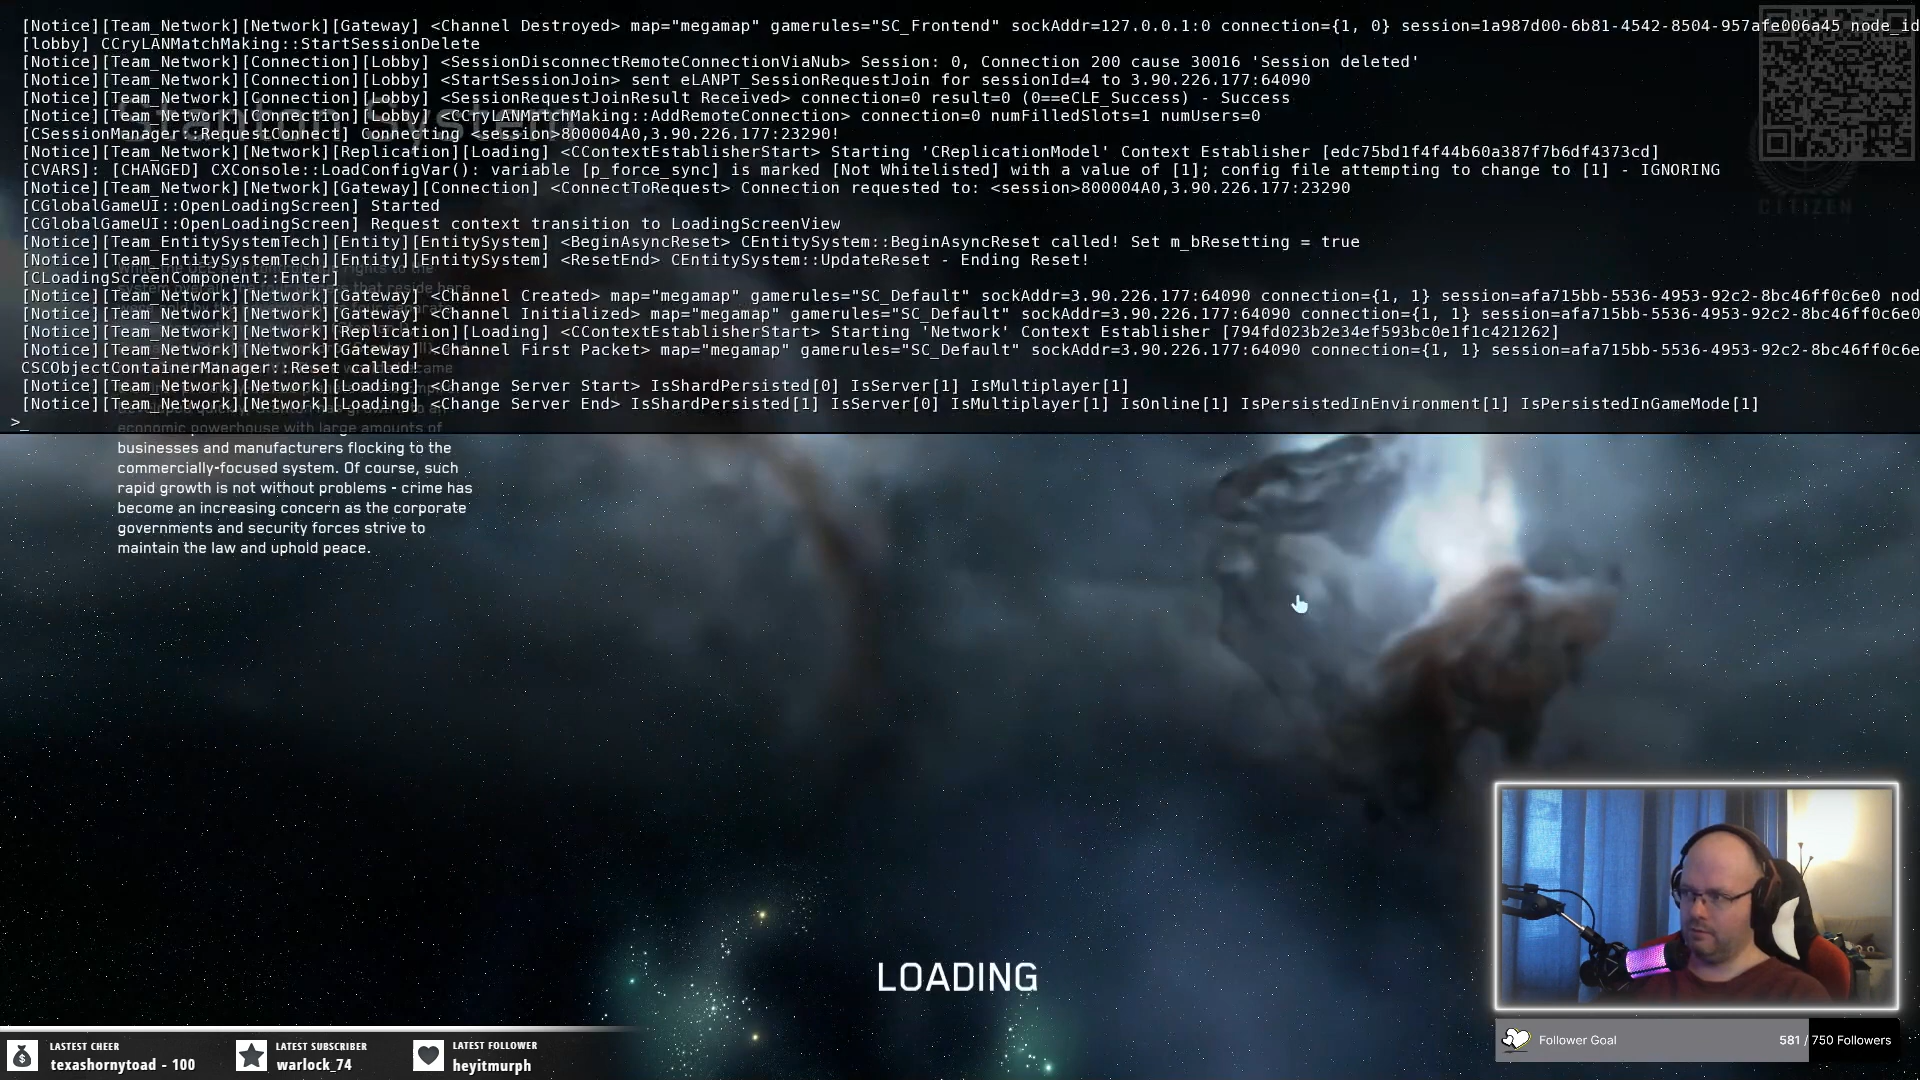 [Notice][Team_Network][Network][Gateway] <Channel Destroyed> map="megamap" gamerules="SC_Frontend" sockAddr=127.0.0.1:0 connection={1, 0} session=1a987d00-6b81-4542-8504-957afe006a45 node_id
[lobby] CCryLANMatchMaking::StartSessionDelete
[Notice][Team_Network][Connection][Lobby] <SessionDisconnectRemoteConnectionViaNub> Session: 0, Connection 200 cause 30016 'Session deleted'
[Notice][Team_Network][Connection][Lobby] <StartSessionJoin> sent eLANPT_SessionRequestJoin for sessionId=4 to 3.90.226.177:64090
[Notice][Team_Network][Connection][Lobby] <SessionRequestJoinResult Received> connection=0 result=0 (0==eCLE_Success) - Success
[Notice][Team_Network][Connection][Lobby] <CCryLANMatchMaking::AddRemoteConnection> connection=0 numFilledSlots=1 numUsers=0
[CSessionManager::RequestConnect] Connecting <session>800004A0,3.90.226.177:23290!
[Notice][Team_Network][Network][Replication][Loading] <CContextEstablisherStart> Starting 'CReplicationModel' Context Establisher [edc75bd1f4f44b60a387f7b6df4373cd]
[CVARS]: [CHANGED] CXConsole::LoadConfigVar(): variable [p_force_sync] is marked [Not Whitelisted] with a value of [1]; config file attempting to change to [1] - IGNORING
[Notice][Team_Network][Network][Gateway][Connection] <ConnectToRequest> Connection requested to: <session>800004A0,3.90.226.177:23290
[CGlobalGameUI::OpenLoadingScreen] Started
[CGlobalGameUI::OpenLoadingScreen] Request context transition to LoadingScreenView
[Notice][Team_EntitySystemTech][Entity][EntitySystem] <BeginAsyncReset> CEntitySystem::BeginAsyncReset called! Set m_bResetting = true
[Notice][Team_EntitySystemTech][Entity][EntitySystem] <ResetEnd> CEntitySystem::UpdateReset - Ending Reset!
[CLoadingScreenComponent::Enter]
[Notice][Team_Network][Network][Gateway] <Channel Created> map="megamap" gamerules="SC_Default" sockAddr=3.90.226.177:64090 connection={1, 1} session=afa715bb-5536-4953-92c2-8bc46ff0c6e0 nod
[Notice][Team_Network][Network][Gateway] <Channel Initialized> map="megamap" gamerules="SC_Default" sockAddr=3.90.226.177:64090 connection={1, 1} session=afa715bb-5536-4953-92c2-8bc46ff0c6e0
[Notice][Team_Network][Network][Replication][Loading] <CContextEstablisherStart> Starting 'Network' Context Establisher [794fd023b2e34ef593bc0e1f1c421262]
[Notice][Team_Network][Network][Gateway] <Channel First Packet> map="megamap" gamerules="SC_Default" sockAddr=3.90.226.177:64090 connection={1, 1} session=afa715bb-5536-4953-92c2-8bc46ff0c6e
CSCObjectContainerManager::Reset called!
[Notice][Team_Network][Network][Loading] <Change Server Start> IsShardPersisted[0] IsServer[1] IsMultiplayer[1]
[Notice][Team_Network][Network][Loading] <Change Server End> IsShardPersisted[1] IsServer[0] IsMultiplayer[1] IsOnline[1] IsPersistedInEnvironment[1] IsPersistedInGameMode[1]
>_
Stanton System
CITIZEN
economic powerhouse with large amounts of
businesses and manufacturers flocking to the
commercially-focused system. Of course, such
rapid growth is not without problems - crime has
become an increasing concern as the corporate
governments and security forces strive to
maintain the law and uphold peace.
LOADING
LASTEST CHEER
texashornytoad - 100
LATEST SUBSCRIBER
warlock_74
LATEST FOLLOWER
heyitmurph
Follower Goal
581 / 750 Followers